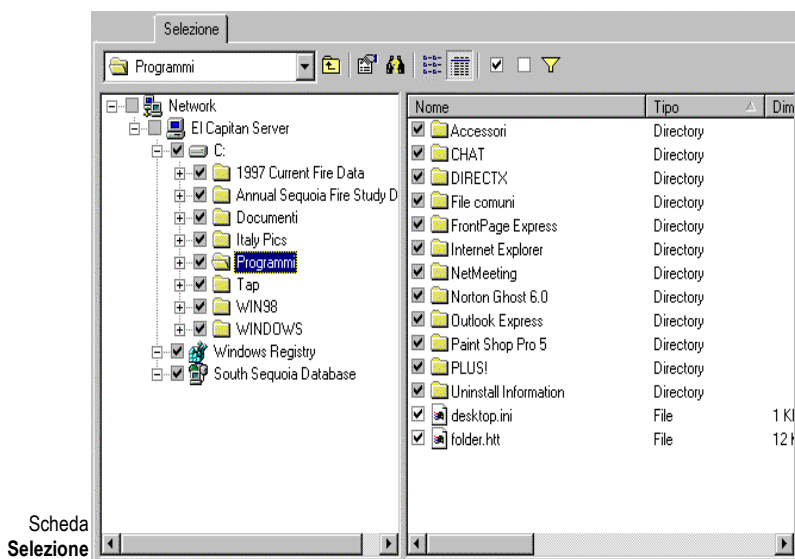 Selezione
Programmi
Network
El Capitan Server
C:
1997 Current Fire Data
Annual Sequoia Fire Study D
Documenti
Italy Pics
Programmi
Tap
WIN98
WINDOWS
Windows Registry
South Sequoia Database
Nome Tipo Dim
Accessori Directory
CHAT Directory
DIRECTX Directory
File comuni Directory
FrontPage Express Directory
Internet Explorer Directory
NetMeeting Directory
Norton Ghost 6.0 Directory
Outlook Express Directory
Paint Shop Pro 5 Directory
PLUS! Directory
Uninstall Information Directory
desktop.ini File 1 K
folder.htt File 12
Scheda
Selezione